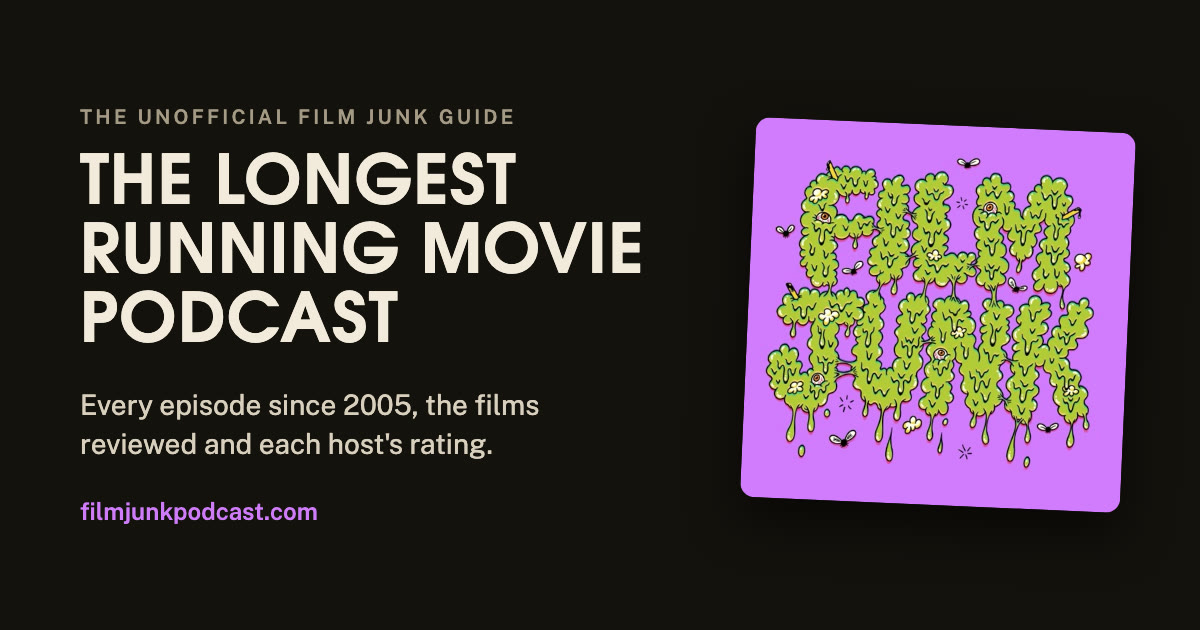 THE UNOFFICIAL FILM JUNK GUIDE
THE LONGEST
RUNNING MOVIE
PODCAST
Every episode since 2005, the films
reviewed and each host's rating.
filmjunkpodcast.com
FILM
JUNK